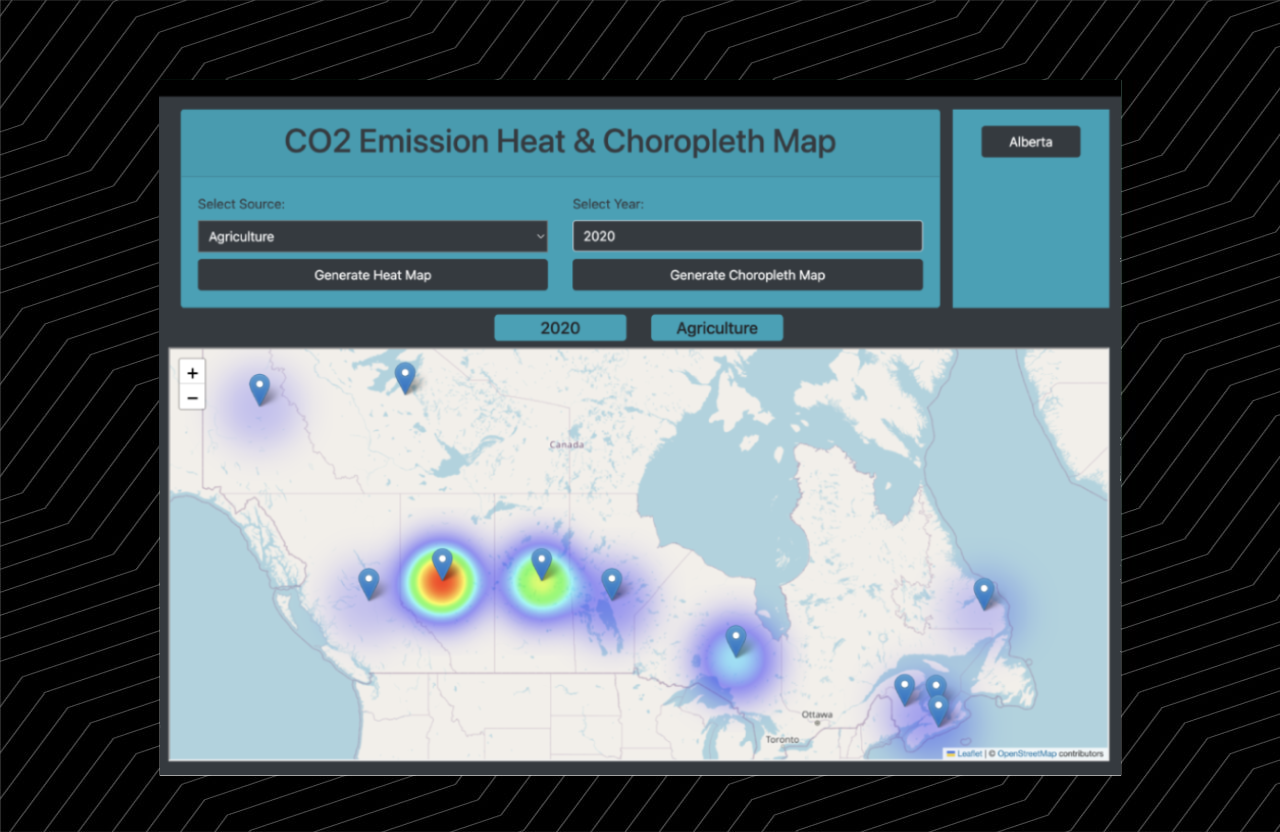 CO2 Emission Heat & Choropleth Map
Alberta
Select Source:
Select Year:
Agriculture
2020
Generate Heat Map
Generate Choropleth Map
2020
Agriculture
+
−
Canada
Ottawa
Toronto
Leaflet | © OpenStreetMap contributors